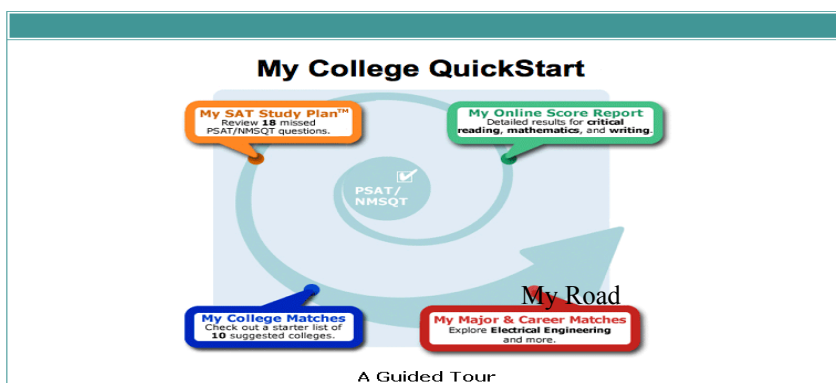 My College QuickStart
My SAT Study Plan™
Review 18 missed
PSAT/NMSQT questions.
My Online Score Report
Detailed results for critical
reading, mathematics, and writing.
PSAT/
NMSQT
My Road
My College Matches
Check out a starter list of
10 suggested colleges.
My Major & Career Matches
Explore Electrical Engineering
and more.
A Guided Tour